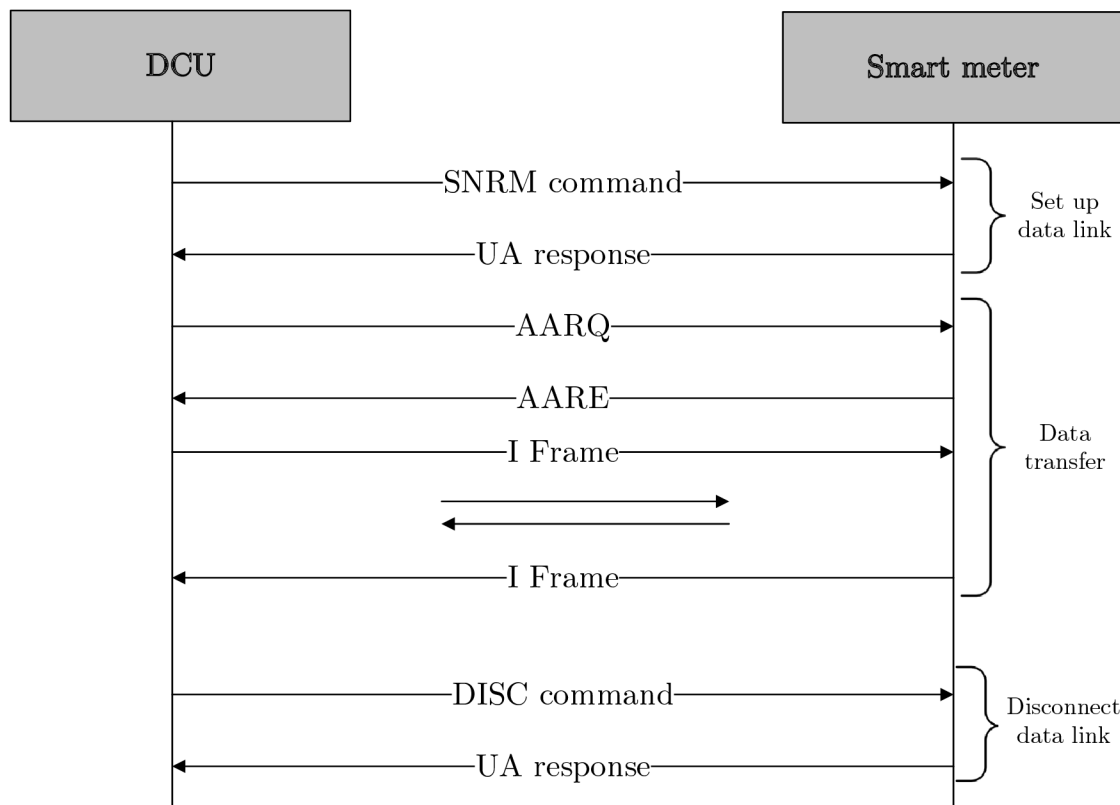 DCU
Smart meter
SNRM command
Set up
data link
UA response
AARQ
AARE
Data
transfer
I Frame
I Frame
DISC command
Disconnect
data link
UA response